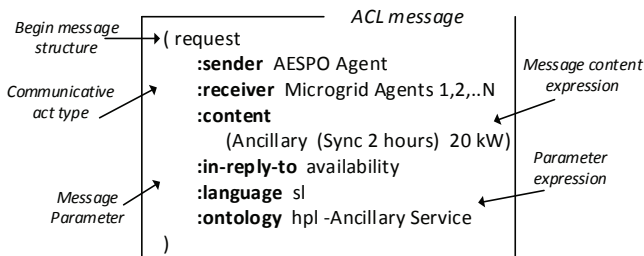 ACL message
Begin message
structure
( request
:sender AESPO Agent
Communicative
act type
:receiver Microgrid Agents 1,2,..N
Message content
expression
:content
(Ancillary (Sync 2 hours) 20 kW)
:in-reply-to availability
Parameter
expression
Message
Parameter
:language sl
:ontology hpl -Ancillary Service
)